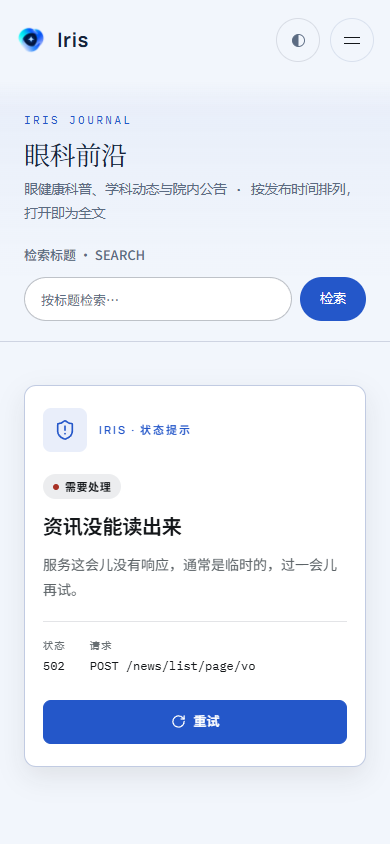 Iris
IRIS JOURNAL
眼科前沿
眼健康科普、学科动态与院内公告 · 按发布时间排列，
打开即为全文
检索标题 • SEARCH
按标题检索…
检索
IRIS · 状态提示
需要处理
资讯没能读出来
服务这会儿没有响应，通常是临时的，过一会儿
再试。
状态 请求
502 POST /news/list/page/vo
重试